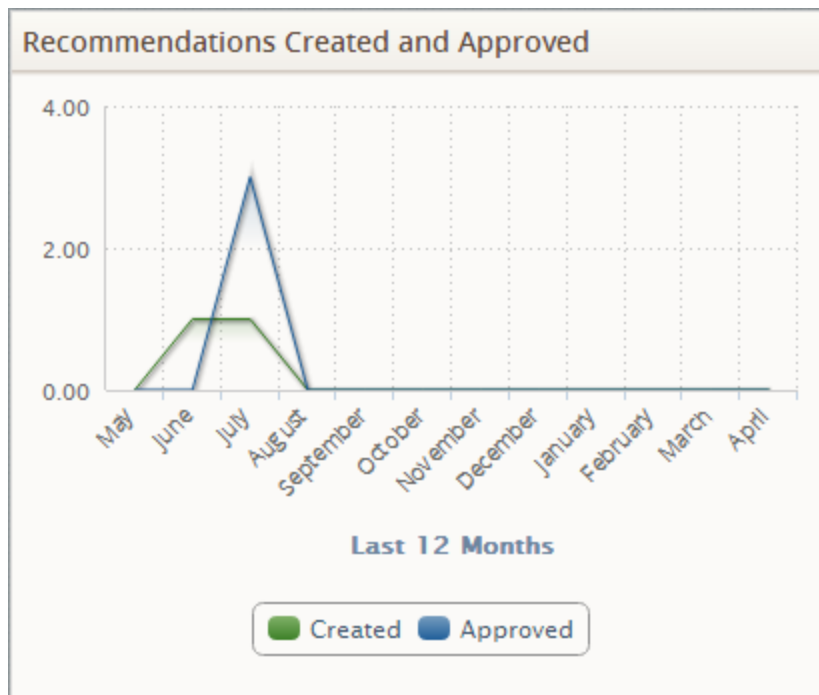 Recommendations Created and Approved
4.00
2.00
0.00
May
June
July
August
September
October
November
December
January
February
March
April
Last 12 Months
Created Approved